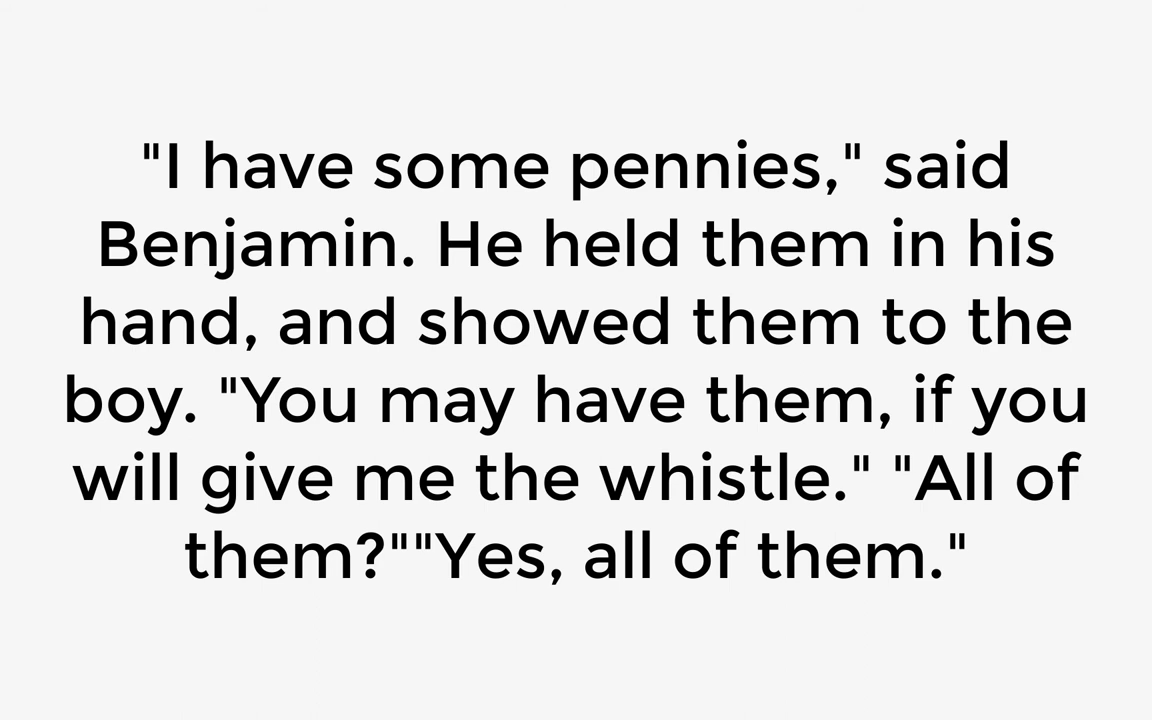 "I have some pennies," said
Benjamin. He held them in his
hand, and showed them to the
boy. "You may have them, if you
will give me the whistle." "All of
them?""Yes, all of them."